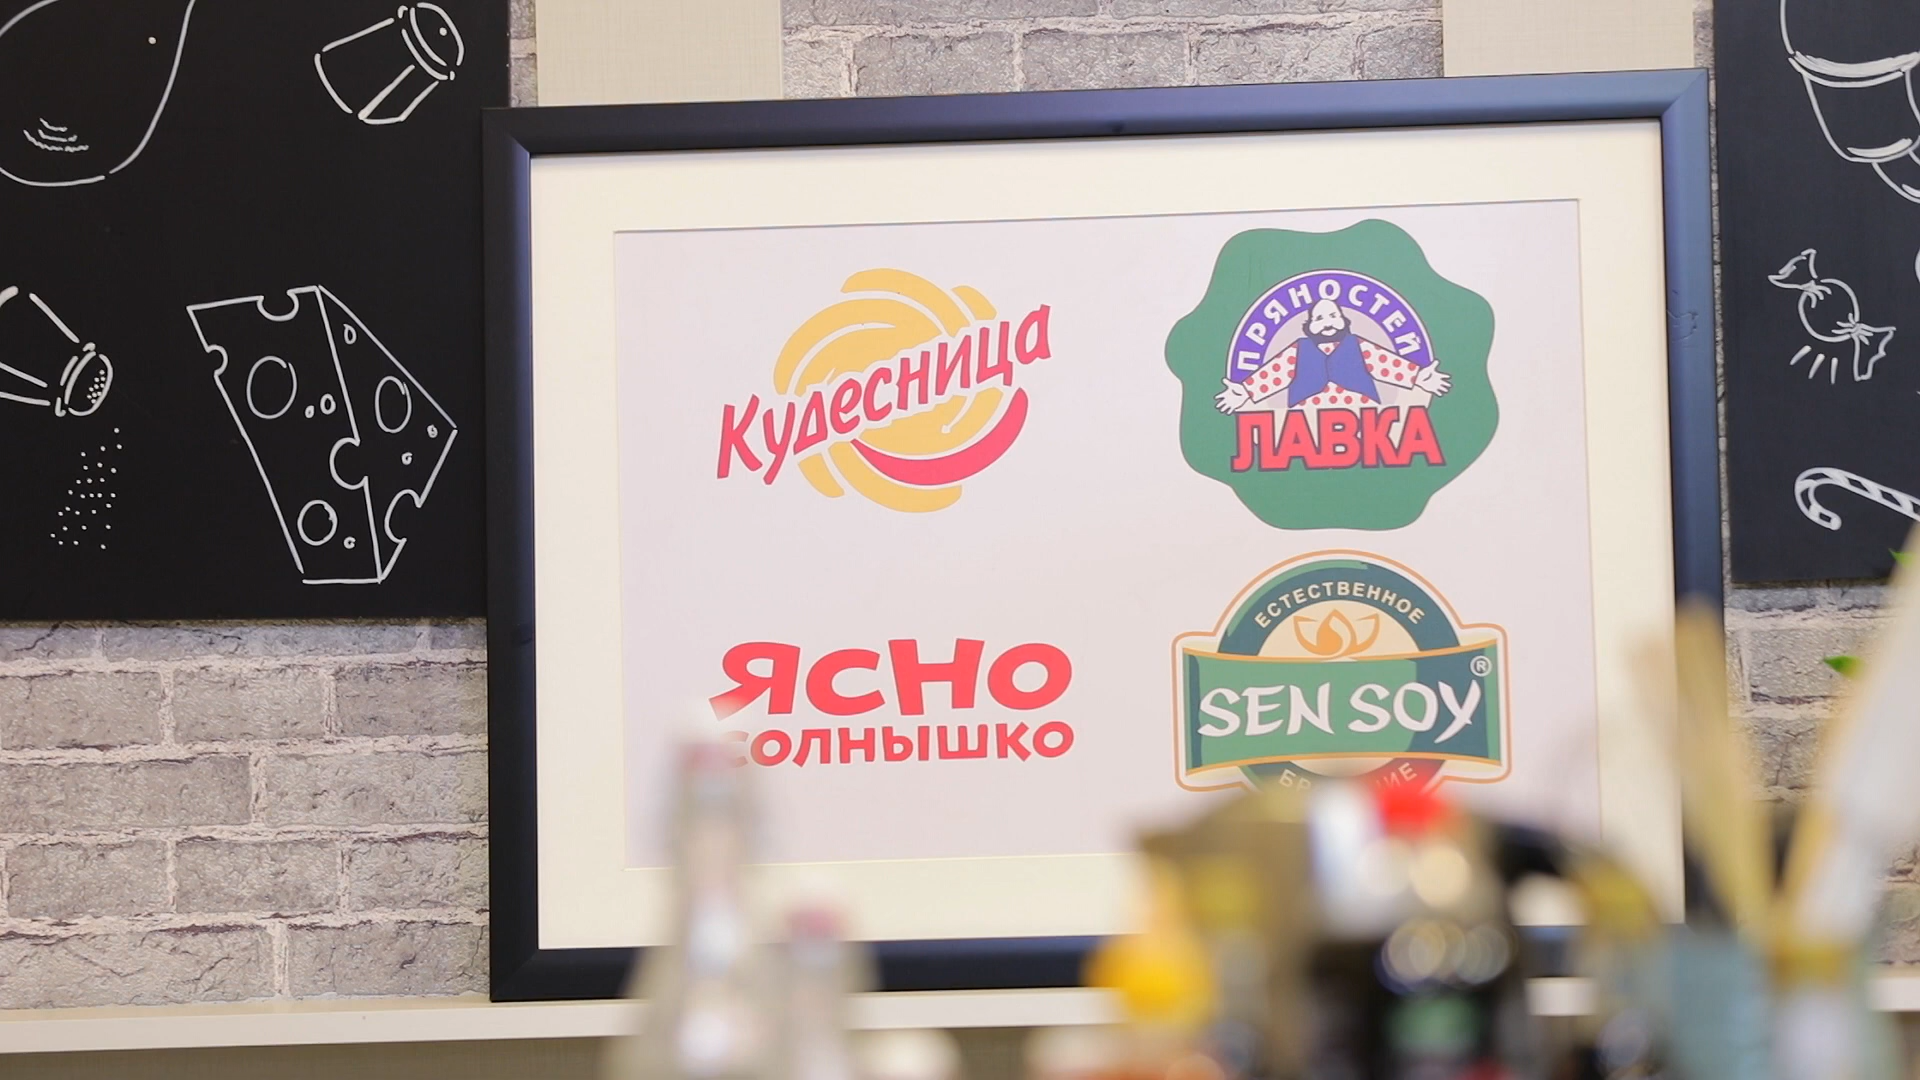 Кудесница
ПРЯНОСТЕЙ
ЛАВКА
ЯСНО
СОЛНЫШКО
ЕСТЕСТВЕННОЕ
SEN SOY®